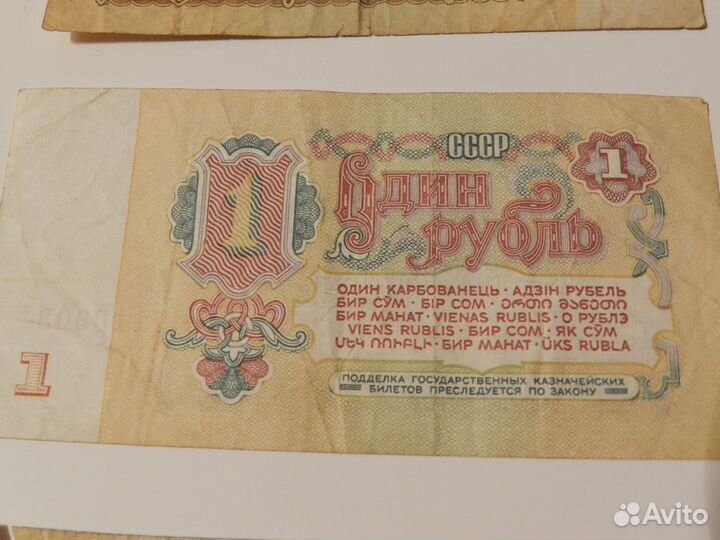 СССР
1
1
Один
рубль
ОДИН КАРБОВАНЕЦЬ · АДЗІН РУБЕЛЬ
БИР СЎМ · БІР СОМ · ᲔᲠᲗᲘ ᲛᲐᲜᲔᲗᲘ
БИР МАНАТ · VIENAS RUBLIS · О РУБЛЭ
VIENS RUBLIS · БИР СОМ · ЯК СӮМ
ՄԵԿ ՌՈՒԲԼԻ · БИР МАНАТ · ÜKS RUBLA
1
ПОДДЕЛКА ГОСУДАРСТВЕННЫХ КАЗНАЧЕЙСКИХ
БИЛЕТОВ ПРЕСЛЕДУЕТСЯ ПО ЗАКОНУ
Avito